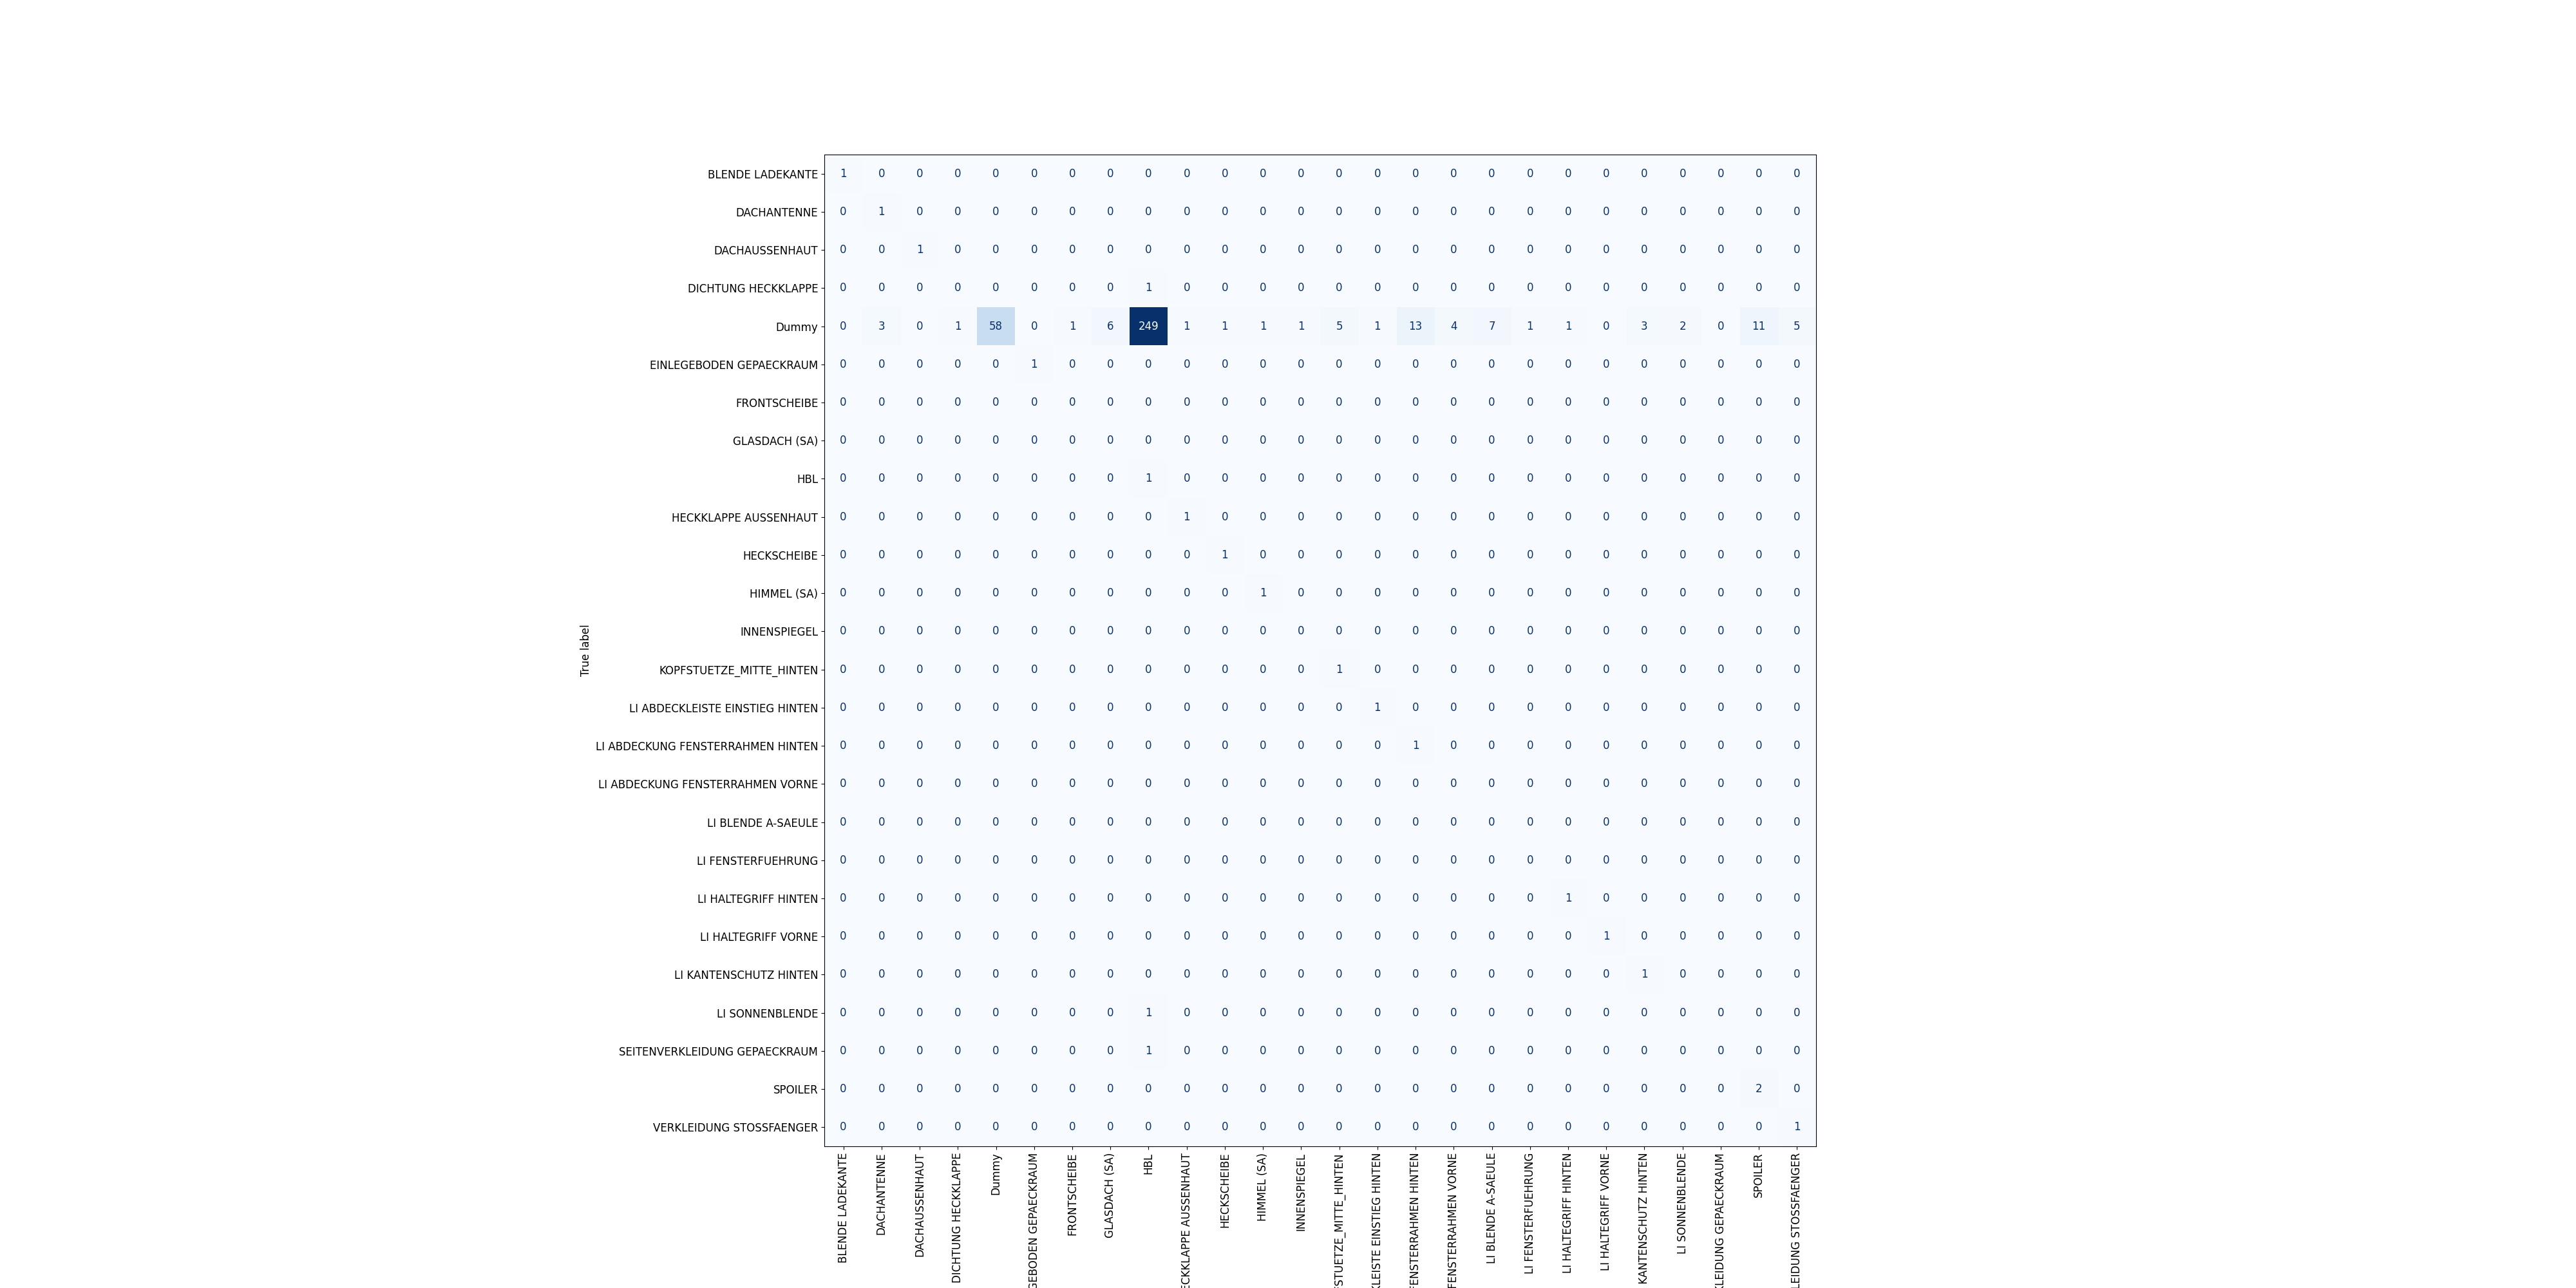 BLENDE LADEKANTE 1 0 0 0 0 0 0 0 0 0 0 0 0 0 0 0 0 0 0 0 0 0 0 0 0 0
DACHANTENNE 0 1 0 0 0 0 0 0 0 0 0 0 0 0 0 0 0 0 0 0 0 0 0 0 0 0
DACHAUSSENHAUT 0 0 1 0 0 0 0 0 0 0 0 0 0 0 0 0 0 0 0 0 0 0 0 0 0 0
DICHTUNG HECKKLAPPE 0 0 0 0 0 0 0 0 1 0 0 0 0 0 0 0 0 0 0 0 0 0 0 0 0 0
Dummy 0 3 0 1 58 0 1 6 249 1 1 1 1 5 1 13 4 7 1 1 0 3 2 0 11 5
EINLEGEBODEN GEPAECKRAUM 0 0 0 0 0 1 0 0 0 0 0 0 0 0 0 0 0 0 0 0 0 0 0 0 0 0
FRONTSCHEIBE 0 0 0 0 0 0 0 0 0 0 0 0 0 0 0 0 0 0 0 0 0 0 0 0 0 0
GLASDACH (SA) 0 0 0 0 0 0 0 0 0 0 0 0 0 0 0 0 0 0 0 0 0 0 0 0 0 0
HBL 0 0 0 0 0 0 0 0 1 0 0 0 0 0 0 0 0 0 0 0 0 0 0 0 0 0
HECKKLAPPE AUSSENHAUT 0 0 0 0 0 0 0 0 0 1 0 0 0 0 0 0 0 0 0 0 0 0 0 0 0 0
HECKSCHEIBE 0 0 0 0 0 0 0 0 0 0 1 0 0 0 0 0 0 0 0 0 0 0 0 0 0 0
HIMMEL (SA) 0 0 0 0 0 0 0 0 0 0 0 1 0 0 0 0 0 0 0 0 0 0 0 0 0 0
INNENSPIEGEL 0 0 0 0 0 0 0 0 0 0 0 0 0 0 0 0 0 0 0 0 0 0 0 0 0 0
KOPFSTUETZE_MITTE_HINTEN 0 0 0 0 0 0 0 0 0 0 0 0 0 1 0 0 0 0 0 0 0 0 0 0 0 0
LI ABDECKLEISTE EINSTIEG HINTEN 0 0 0 0 0 0 0 0 0 0 0 0 0 0 1 0 0 0 0 0 0 0 0 0 0 0
LI ABDECKUNG FENSTERRAHMEN HINTEN 0 0 0 0 0 0 0 0 0 0 0 0 0 0 0 1 0 0 0 0 0 0 0 0 0 0
LI ABDECKUNG FENSTERRAHMEN VORNE 0 0 0 0 0 0 0 0 0 0 0 0 0 0 0 0 0 0 0 0 0 0 0 0 0 0
LI BLENDE A-SAEULE 0 0 0 0 0 0 0 0 0 0 0 0 0 0 0 0 0 0 0 0 0 0 0 0 0 0
LI FENSTERFUEHRUNG 0 0 0 0 0 0 0 0 0 0 0 0 0 0 0 0 0 0 0 0 0 0 0 0 0 0
LI HALTEGRIFF HINTEN 0 0 0 0 0 0 0 0 0 0 0 0 0 0 0 0 0 0 0 1 0 0 0 0 0 0
LI HALTEGRIFF VORNE 0 0 0 0 0 0 0 0 0 0 0 0 0 0 0 0 0 0 0 0 1 0 0 0 0 0
LI KANTENSCHUTZ HINTEN 0 0 0 0 0 0 0 0 0 0 0 0 0 0 0 0 0 0 0 0 0 1 0 0 0 0
LI SONNENBLENDE 0 0 0 0 0 0 0 0 1 0 0 0 0 0 0 0 0 0 0 0 0 0 0 0 0 0
SEITENVERKLEIDUNG GEPAECKRAUM 0 0 0 0 0 0 0 0 1 0 0 0 0 0 0 0 0 0 0 0 0 0 0 0 0 0
SPOILER 0 0 0 0 0 0 0 0 0 0 0 0 0 0 0 0 0 0 0 0 0 0 0 0 2 0
VERKLEIDUNG STOSSFAENGER 0 0 0 0 0 0 0 0 0 0 0 0 0 0 0 0 0 0 0 0 0 0 0 0 0 1
True label
BLENDE LADEKANTE
DACHANTENNE
DACHAUSSENHAUT
DICHTUNG HECKKLAPPE
Dummy
GEBODEN GEPAECKRAUM
FRONTSCHEIBE
GLASDACH (SA)
HBL
ECKKLAPPE AUSSENHAUT
HECKSCHEIBE
HIMMEL (SA)
INNENSPIEGEL
STUETZE_MITTE_HINTEN
KLEISTE EINSTIEG HINTEN
FENSTERRAHMEN HINTEN
FENSTERRAHMEN VORNE
LI BLENDE A-SAEULE
LI FENSTERFUEHRUNG
LI HALTEGRIFF HINTEN
LI HALTEGRIFF VORNE
KANTENSCHUTZ HINTEN
LI SONNENBLENDE
KLEIDUNG GEPAECKRAUM
SPOILER
LEIDUNG STOSSFAENGER